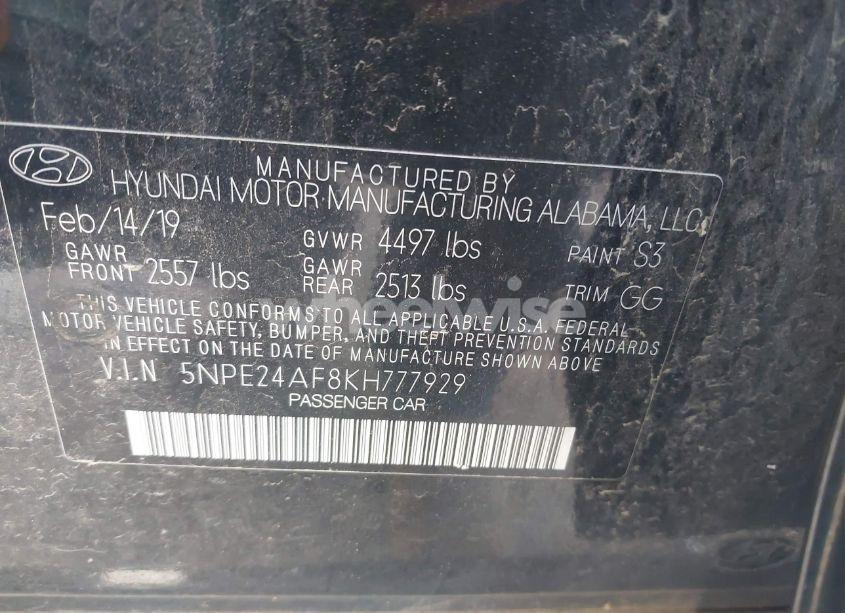 MANUFACTURED BY
HYUNDAI MOTOR MANUFACTURING ALABAMA, LLC
Feb/14/19 GVWR 4497 lbs PAINT S3
GAWR FRONT 2557 lbs GAWR REAR 2513 lbs TRIM GG
THIS VEHICLE CONFORMS TO ALL APPLICABLE U.S.A. FEDERAL
MOTOR VEHICLE SAFETY, BUMPER, AND THEFT PREVENTION STANDARDS
IN EFFECT ON THE DATE OF MANUFACTURE SHOWN ABOVE
V.I.N 5NPE24AF8KH777929
PASSENGER CAR
wheelwise